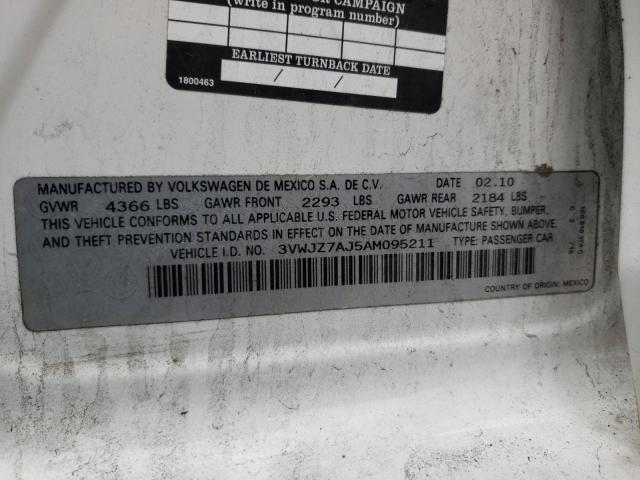 CAMPAIGN
(write in program number)
EARLIEST TURNBACK DATE
/ /
1800463
MANUFACTURED BY VOLKSWAGEN DE MEXICO S.A. DE C.V. DATE 02.10
GVWR 4366 LBS GAWR FRONT 2293 LBS GAWR REAR 2184 LBS
THIS VEHICLE CONFORMS TO ALL APPLICABLE U.S. FEDERAL MOTOR VEHICLE SAFETY, BUMPER,
AND THEFT PREVENTION STANDARDS IN EFFECT ON THE DATE OF MANUFACTURE SHOWN ABOVE.
VEHICLE I.D. NO. 3VWJZ7AJ5AM095211 TYPE: PASSENGER CAR
COUNTRY OF ORIGIN: MEXICO